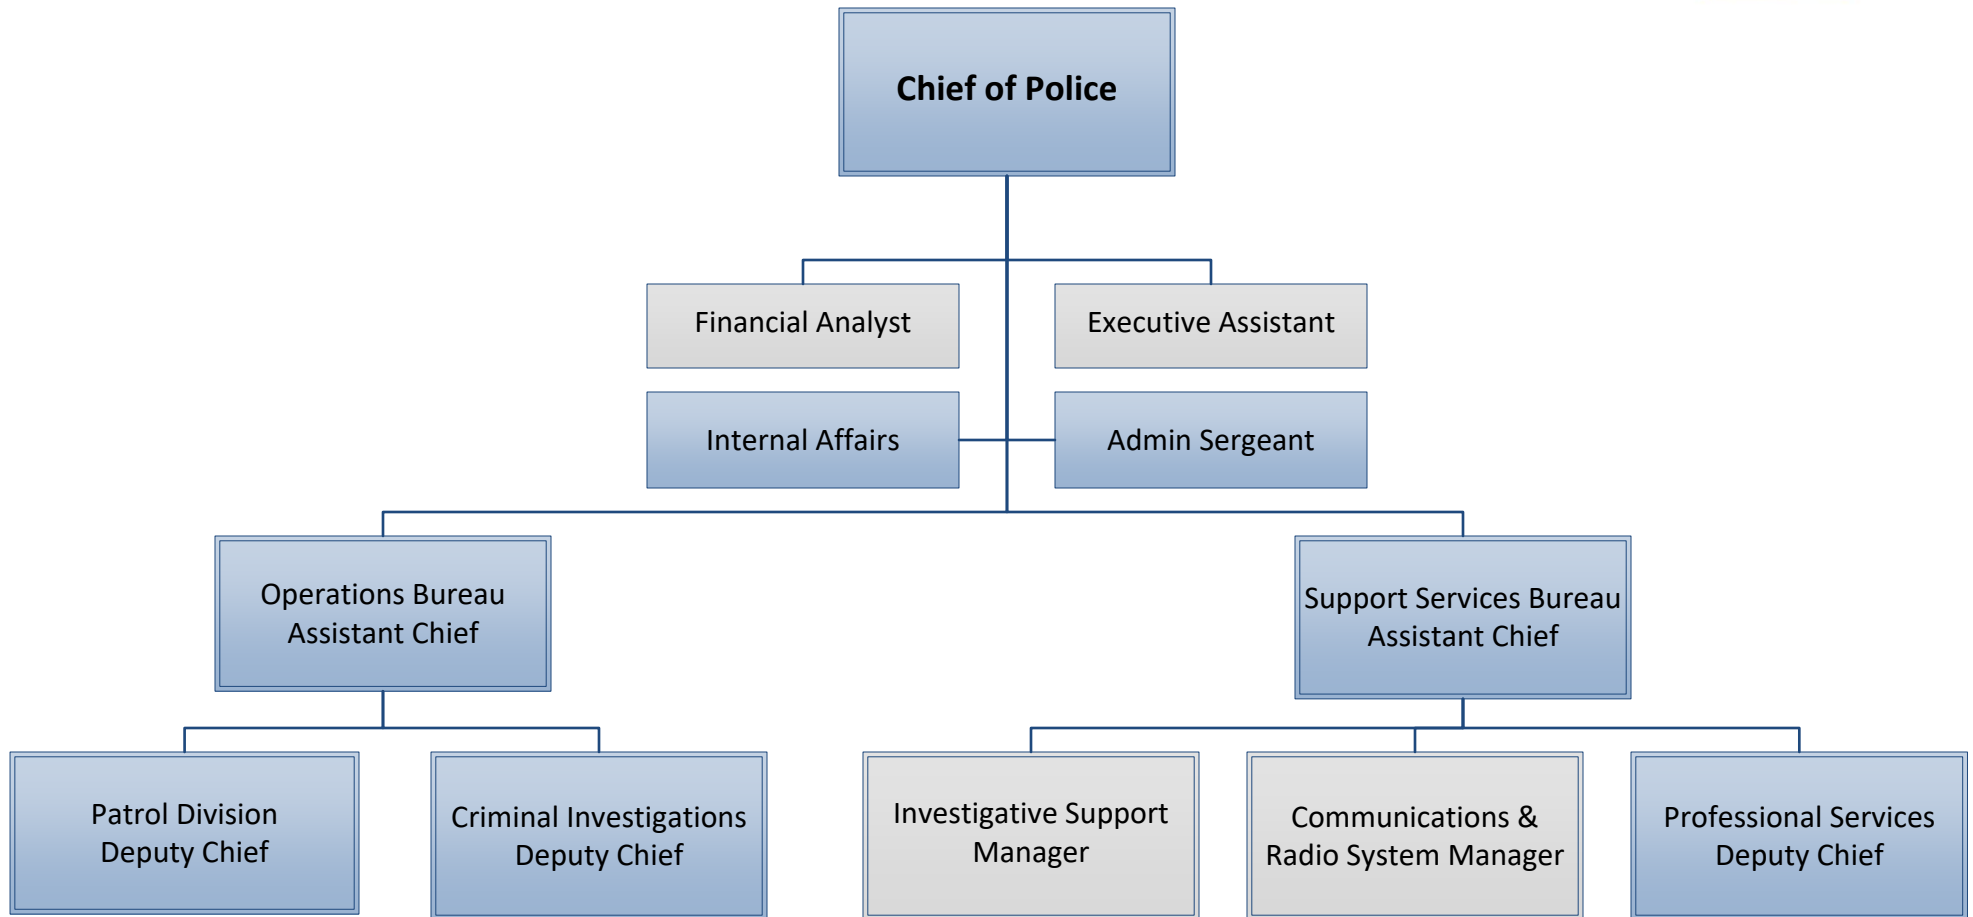 Chief of Police
Financial Analyst
Executive Assistant
Internal Affairs
Admin Sergeant
Operations Bureau
Assistant Chief
Support Services Bureau
Assistant Chief
Patrol Division
Deputy Chief
Criminal Investigations
Deputy Chief
Investigative Support
Manager
Communications &
Radio System Manager
Professional Services
Deputy Chief